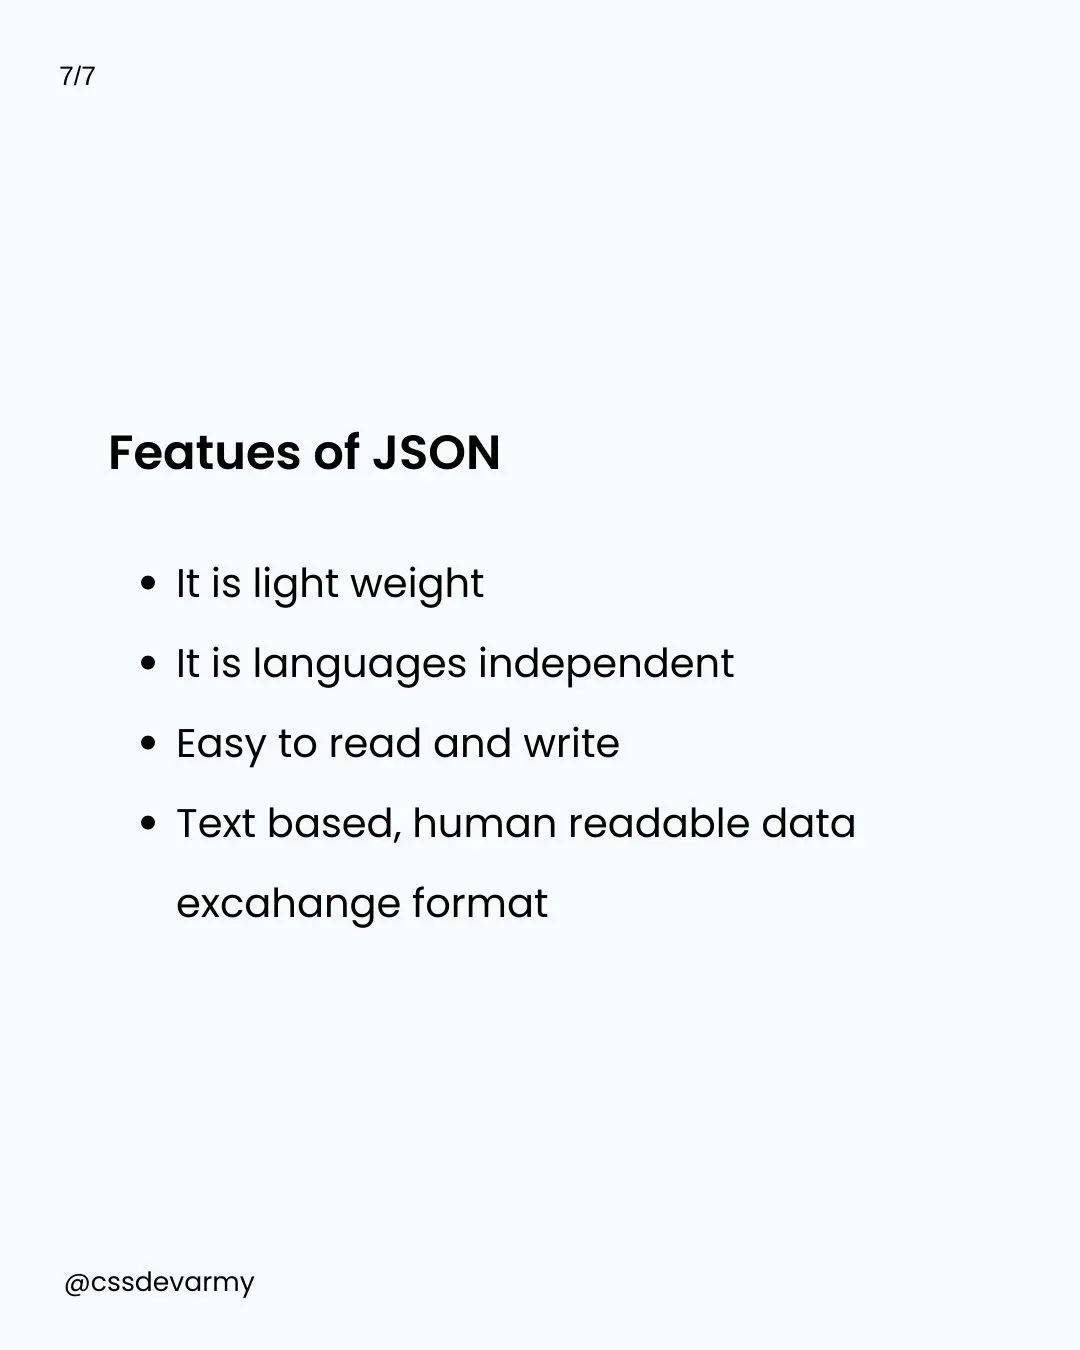 7/7
Featues of JSON
• It is light weight
• It is languages independent
• Easy to read and write
• Text based, human readable data
excahange format
@cssdevarmy